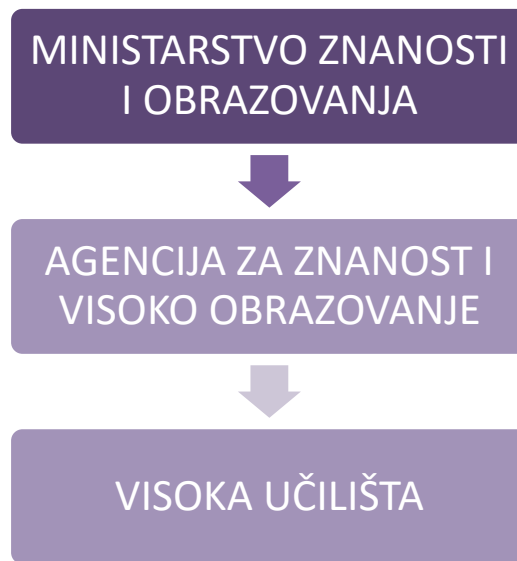 MINISTARSTVO ZNANOSTI
I OBRAZOVANJA
AGENCIJA ZA ZNANOST I
VISOKO OBRAZOVANJE
VISOKA UČILIŠTA